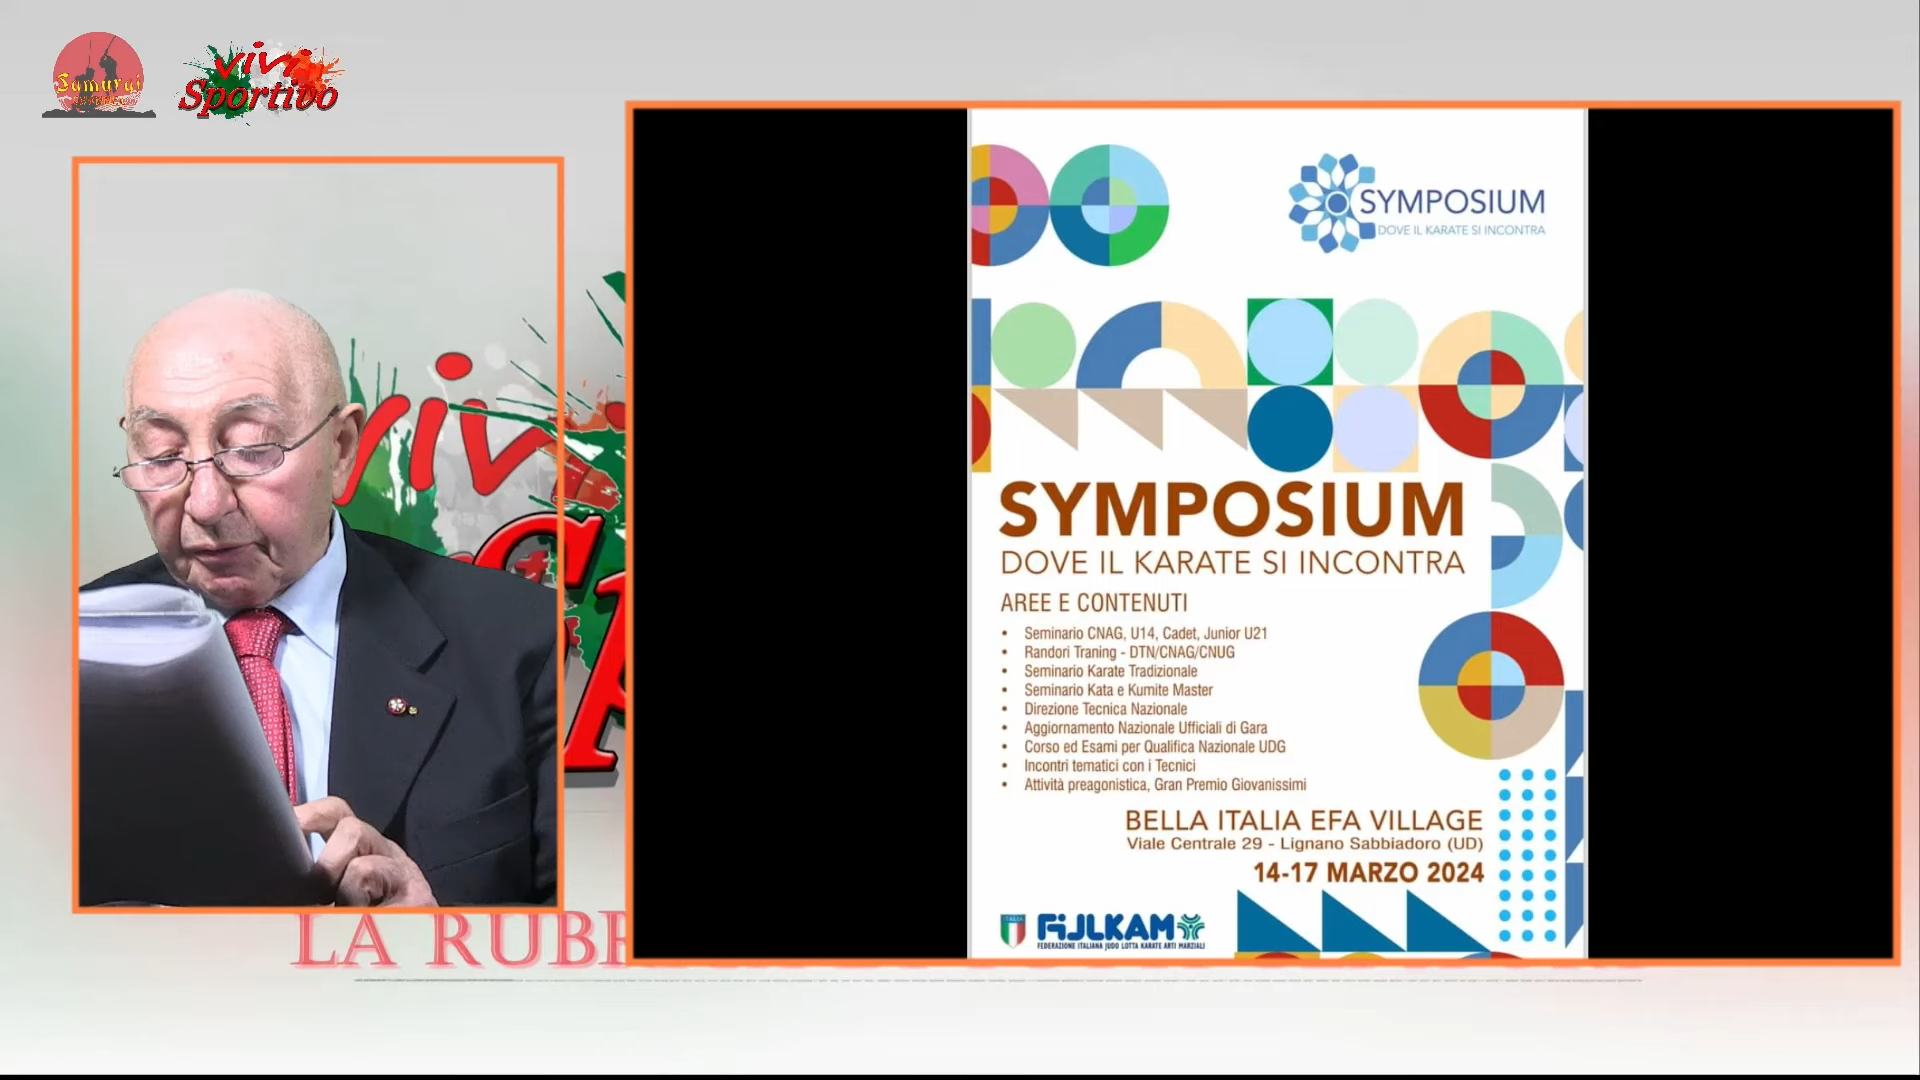 Samurai
vivi
Sportivo
vivi
LA RUBR
SYMPOSIUM
DOVE IL KARATE SI INCONTRA
SYMPOSIUM
DOVE IL KARATE SI INCONTRA
AREE E CONTENUTI
• Seminario CNAG, U14, Cadet, Junior U21
• Randori Traning - DTN/CNAG/CNUG
• Seminario Karate Tradizionale
• Seminario Kata e Kumite Master
• Direzione Tecnica Nazionale
• Aggiornamento Nazionale Ufficiali di Gara
• Corso ed Esami per Qualifica Nazionale UDG
• Incontri tematici con i Tecnici
• Attività preagonistica, Gran Premio Giovanissimi
BELLA ITALIA EFA VILLAGE
Viale Centrale 29 - Lignano Sabbiadoro (UD)
14-17 MARZO 2024
ITALIA
FIJLKAM
FEDERAZIONE ITALIANA JUDO LOTTA KARATE ARTI MARZIALI